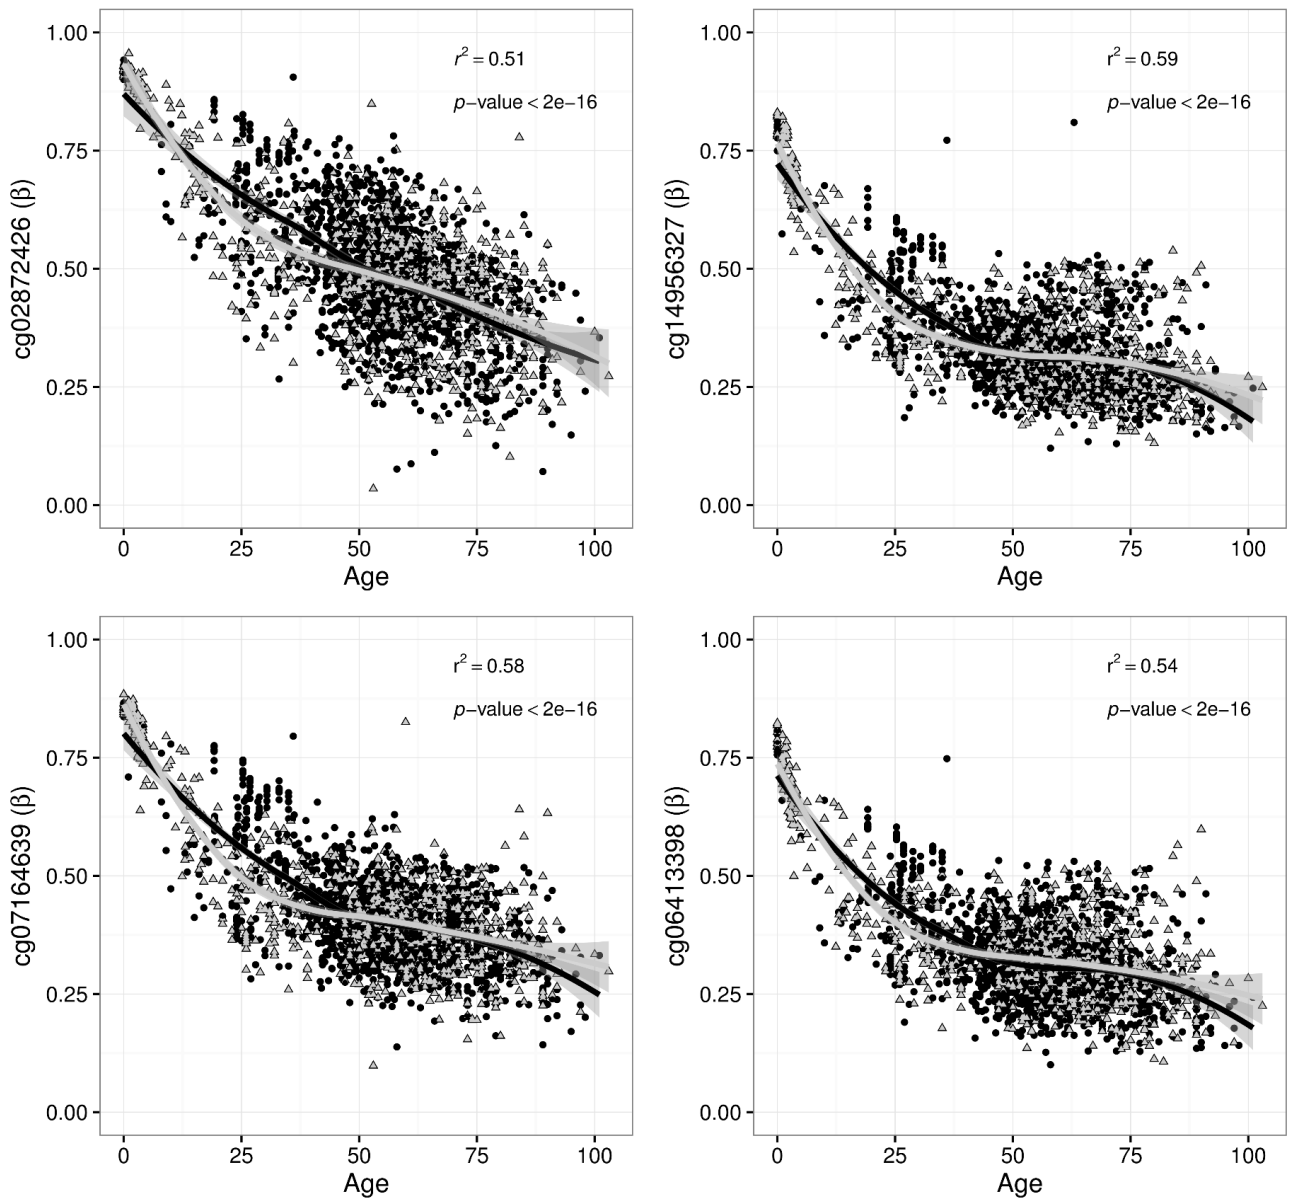 1.00
0.75
0.50
0.25
0.00
cg02872426 (β)
r² = 0.51
p−value < 2e−16
0 25 50 75 100
Age
1.00
0.75
0.50
0.25
0.00
cg14956327 (β)
r² = 0.59
p−value < 2e−16
0 25 50 75 100
Age
1.00
0.75
0.50
0.25
0.00
cg07164639 (β)
r² = 0.58
p−value < 2e−16
0 25 50 75 100
Age
1.00
0.75
0.50
0.25
0.00
cg06413398 (β)
r² = 0.54
p−value < 2e−16
0 25 50 75 100
Age